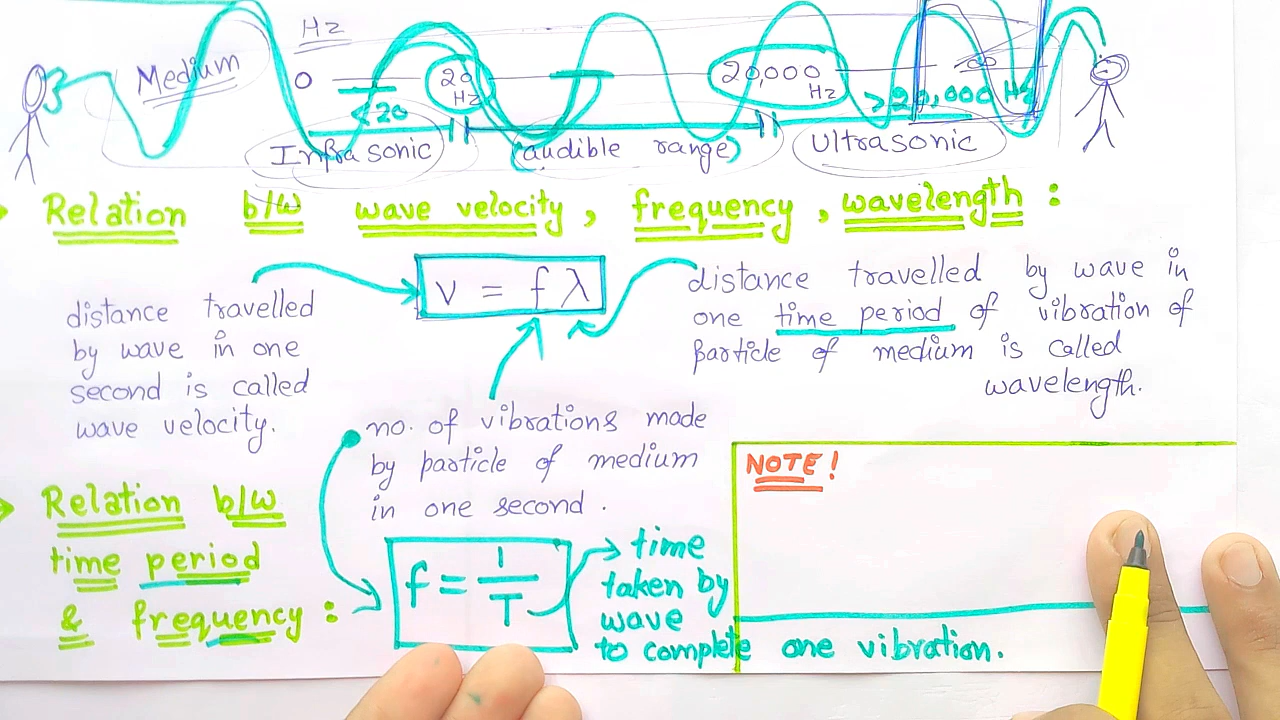 Hz
Medium
0
20 Hz
20,000 Hz
∞
<20
>20,000 Hz
Infrasonic
audible range
Ultrasonic
Relation b/w wave velocity, frequency, wavelength :
v = f λ
distance travelled
by wave in one
second is called
wave velocity.
distance travelled by wave in
one time period of vibration of
particle of medium is called
wavelength.
no. of vibrations made
by particle of medium
in one second .
NOTE!
Relation b/w
time period
& frequency :
f = 1/T
time
taken by
wave
to complete one vibration.